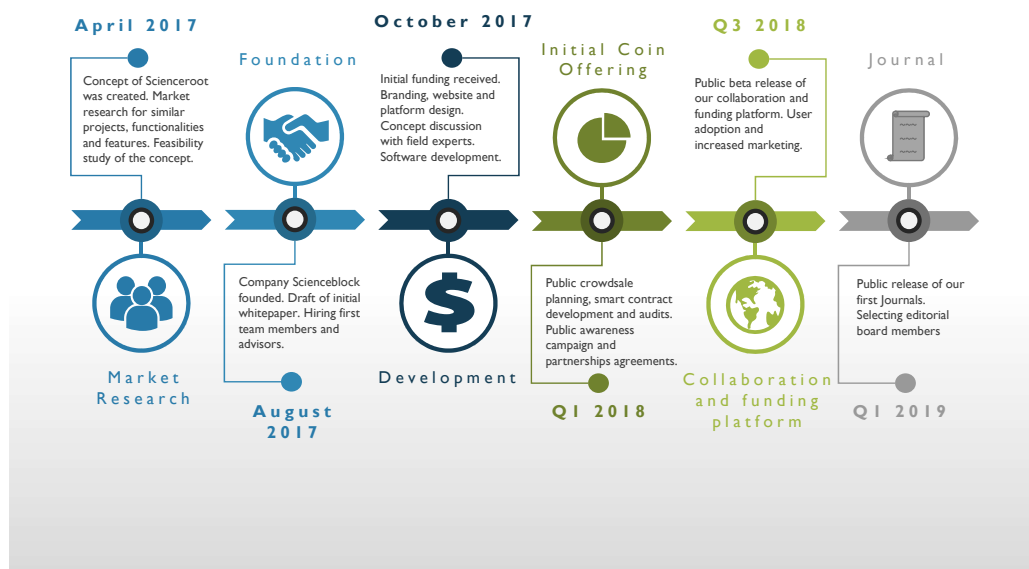 April 2017
Concept of Scienceroot
was created. Market
research for similar
projects, functionalities
and features. Feasibility
study of the concept.
Market
Research
Foundation
Company Scienceblock
founded. Draft of initial
whitepaper. Hiring first
team members and
advisors.
August
2017
October 2017
Initial funding received.
Branding, website and
platform design.
Concept discussion
with field experts.
Software development.
$
Development
Initial Coin
Offering
Public crowdsale
planning, smart contract
development and audits.
Public awareness
campaign and
partnerships agreements.
Q1 2018
Q3 2018
Public beta release of
our collaboration and
funding platform. User
adoption and
increased marketing.
Collaboration
and funding
platform
Journal
Public release of our
first Journals.
Selecting editorial
board members
Q1 2019